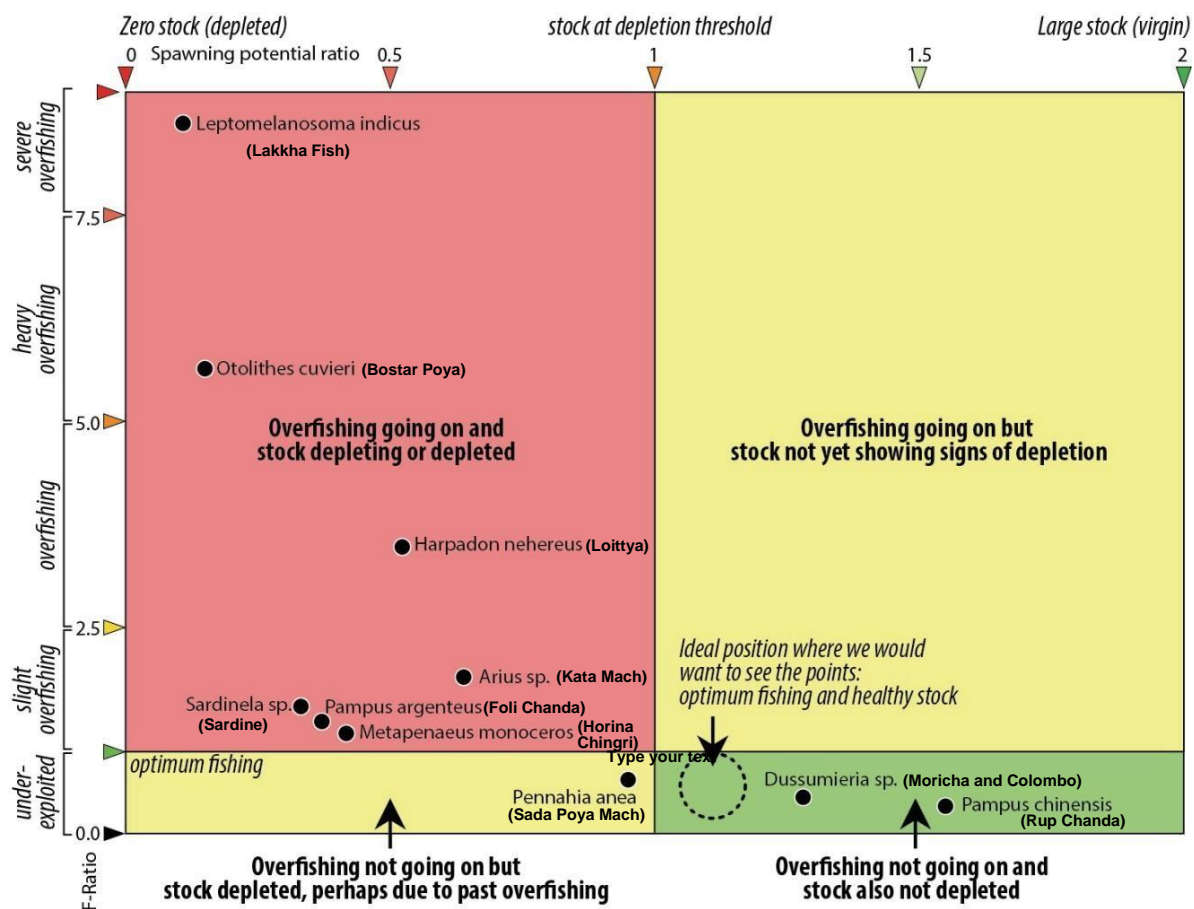 Zero stock (depleted)
stock at depletion threshold
Large stock (virgin)
0 Spawning potential ratio 0.5 1 1.5 2
severe
overfishing
Leptomelanosoma indicus
(Lakkha Fish)
7.5
heavy
overfishing
Otolithes cuvieri (Bostar Poya)
5.0
Overfishing going on and
stock depleting or depleted
Overfishing going on but
stock not yet showing signs of depletion
overfishing
Harpadon nehereus (Loittya)
2.5
Ideal position where we would
want to see the points:
optimum fishing and healthy stock
slight
overfishing
Arius sp. (Kata Mach)
Sardinela sp.
(Sardine)
Pampus argenteus (Foli Chanda)
Metapenaeus monoceros (Horina
Chingri)
Type your tex
optimum fishing
under-
exploited
Pennahia anea
(Sada Poya Mach)
Dussumieria sp. (Moricha and Colombo)
Pampus chinensis
(Rup Chanda)
0.0
F-Ratio
Overfishing not going on but
stock depleted, perhaps due to past overfishing
Overfishing not going on and
stock also not depleted